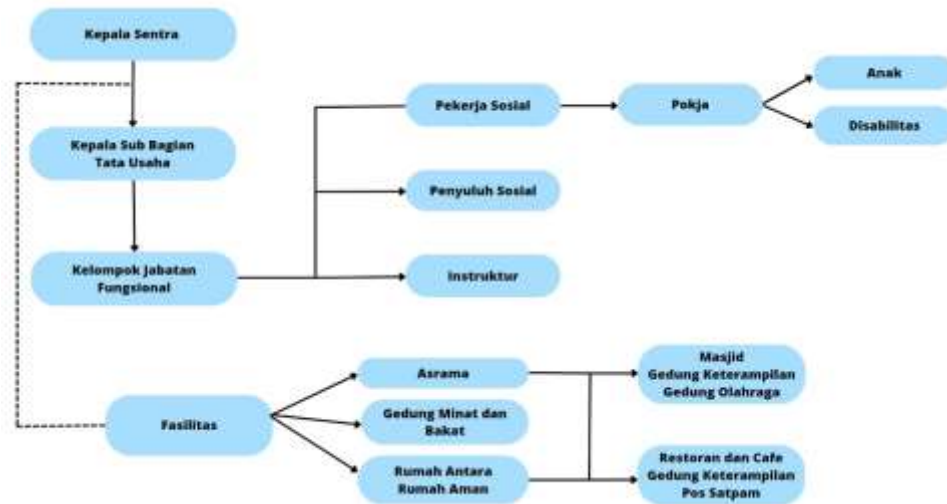 Kepala Sentra
Kepala Sub Bagian
Tata Usaha
Kelompok Jabatan
Fungsional
Pekerja Sosial
Pokja
Anak
Disabilitas
Penyuluh Sosial
Instruktur
Fasilitas
Asrama
Gedung Minat dan
Bakat
Rumah Antara
Rumah Aman
Masjid
Gedung Keterampilan
Gedung Olahraga
Restoran dan Cafe
Gedung Keterampilan
Pos Satpam